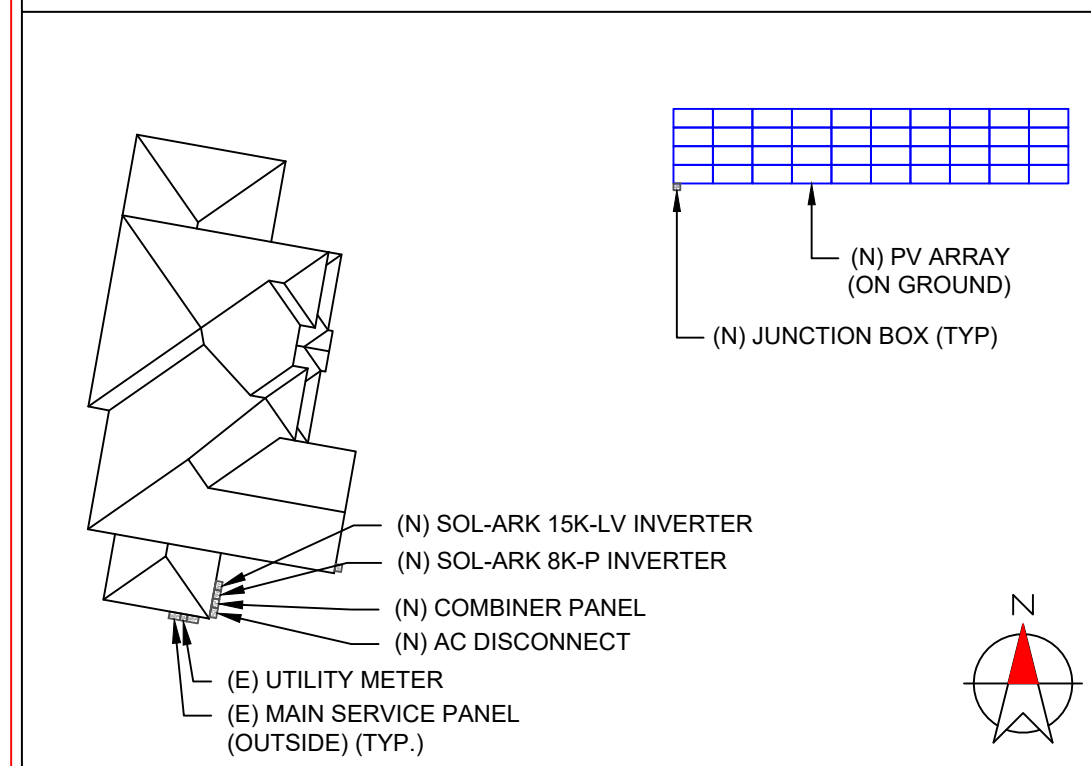 (N) PV ARRAY
(ON GROUND)
(N) JUNCTION BOX (TYP)
(N) SOL-ARK 15K-LV INVERTER
(N) SOL-ARK 8K-P INVERTER
(N) COMBINER PANEL
(N) AC DISCONNECT
(E) UTILITY METER
(E) MAIN SERVICE PANEL
(OUTSIDE) (TYP.)
N